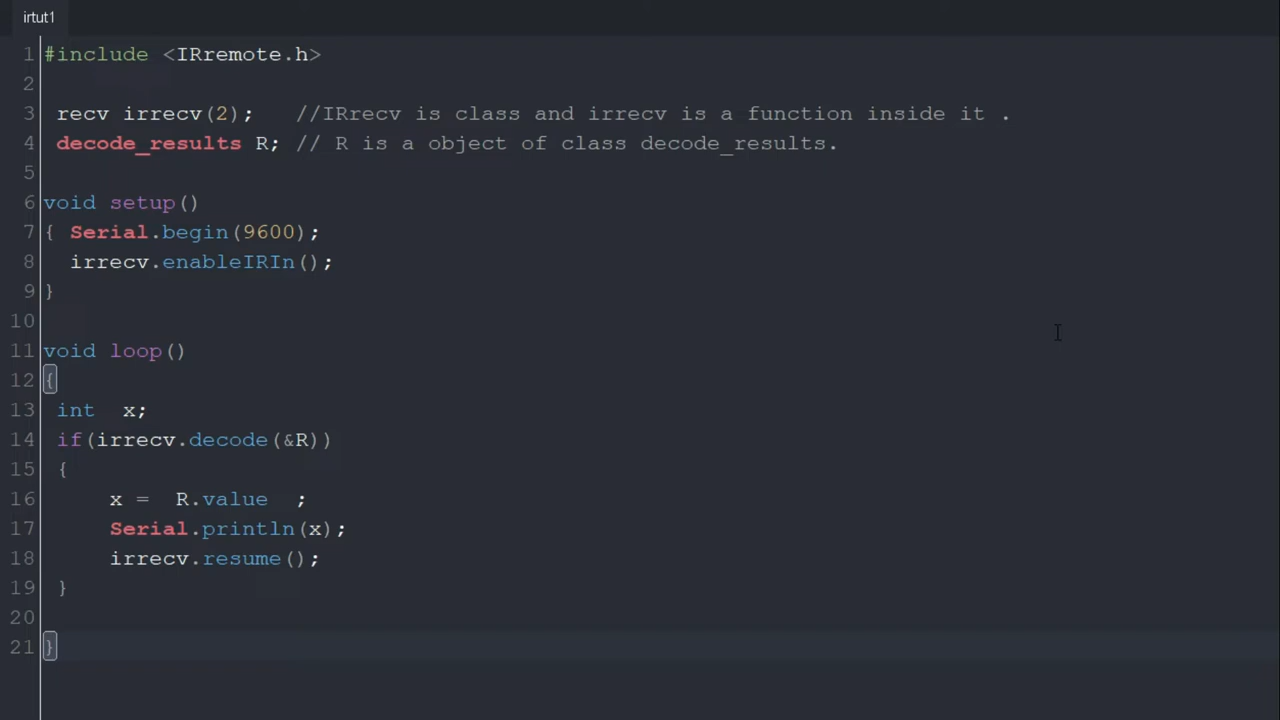 irtut1
1 #include <IRremote.h>
2
3 recv irrecv(2);   //IRrecv is class and irrecv is a function inside it .
4 decode_results R; // R is a object of class decode_results.
5
6 void setup()
7 { Serial.begin(9600);
8   irrecv.enableIRIn();
9 }
10
11 void loop()
12 {
13  int  x;
14  if(irrecv.decode(&R))
15  {
16      x =  R.value  ;
17      Serial.println(x);
18      irrecv.resume();
19  }
20
21 }